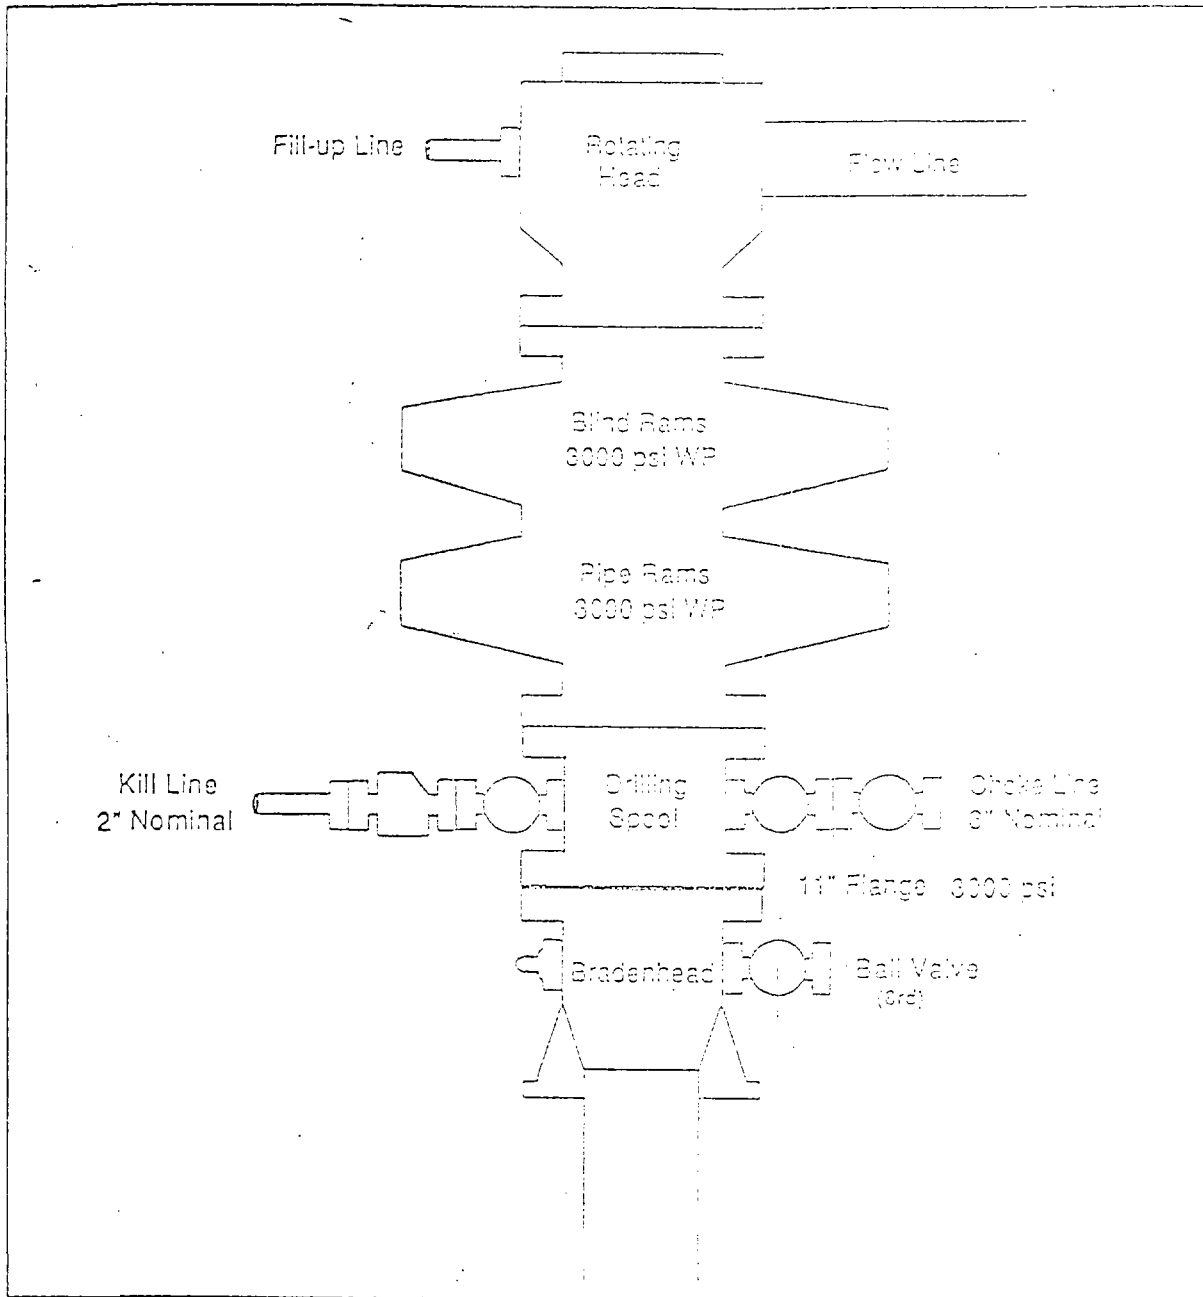 Fill-up Line
Rotating
Head
Flow Line
Blind Rams
3000 psi WP
Pipe Rams
3000 psi WP
Kill Line
2" Nominal
Drilling
Spool
Choke Line
3" Nominal
11" Flange 3000 psi
Bradenhead
Ball Valve
(8rd)